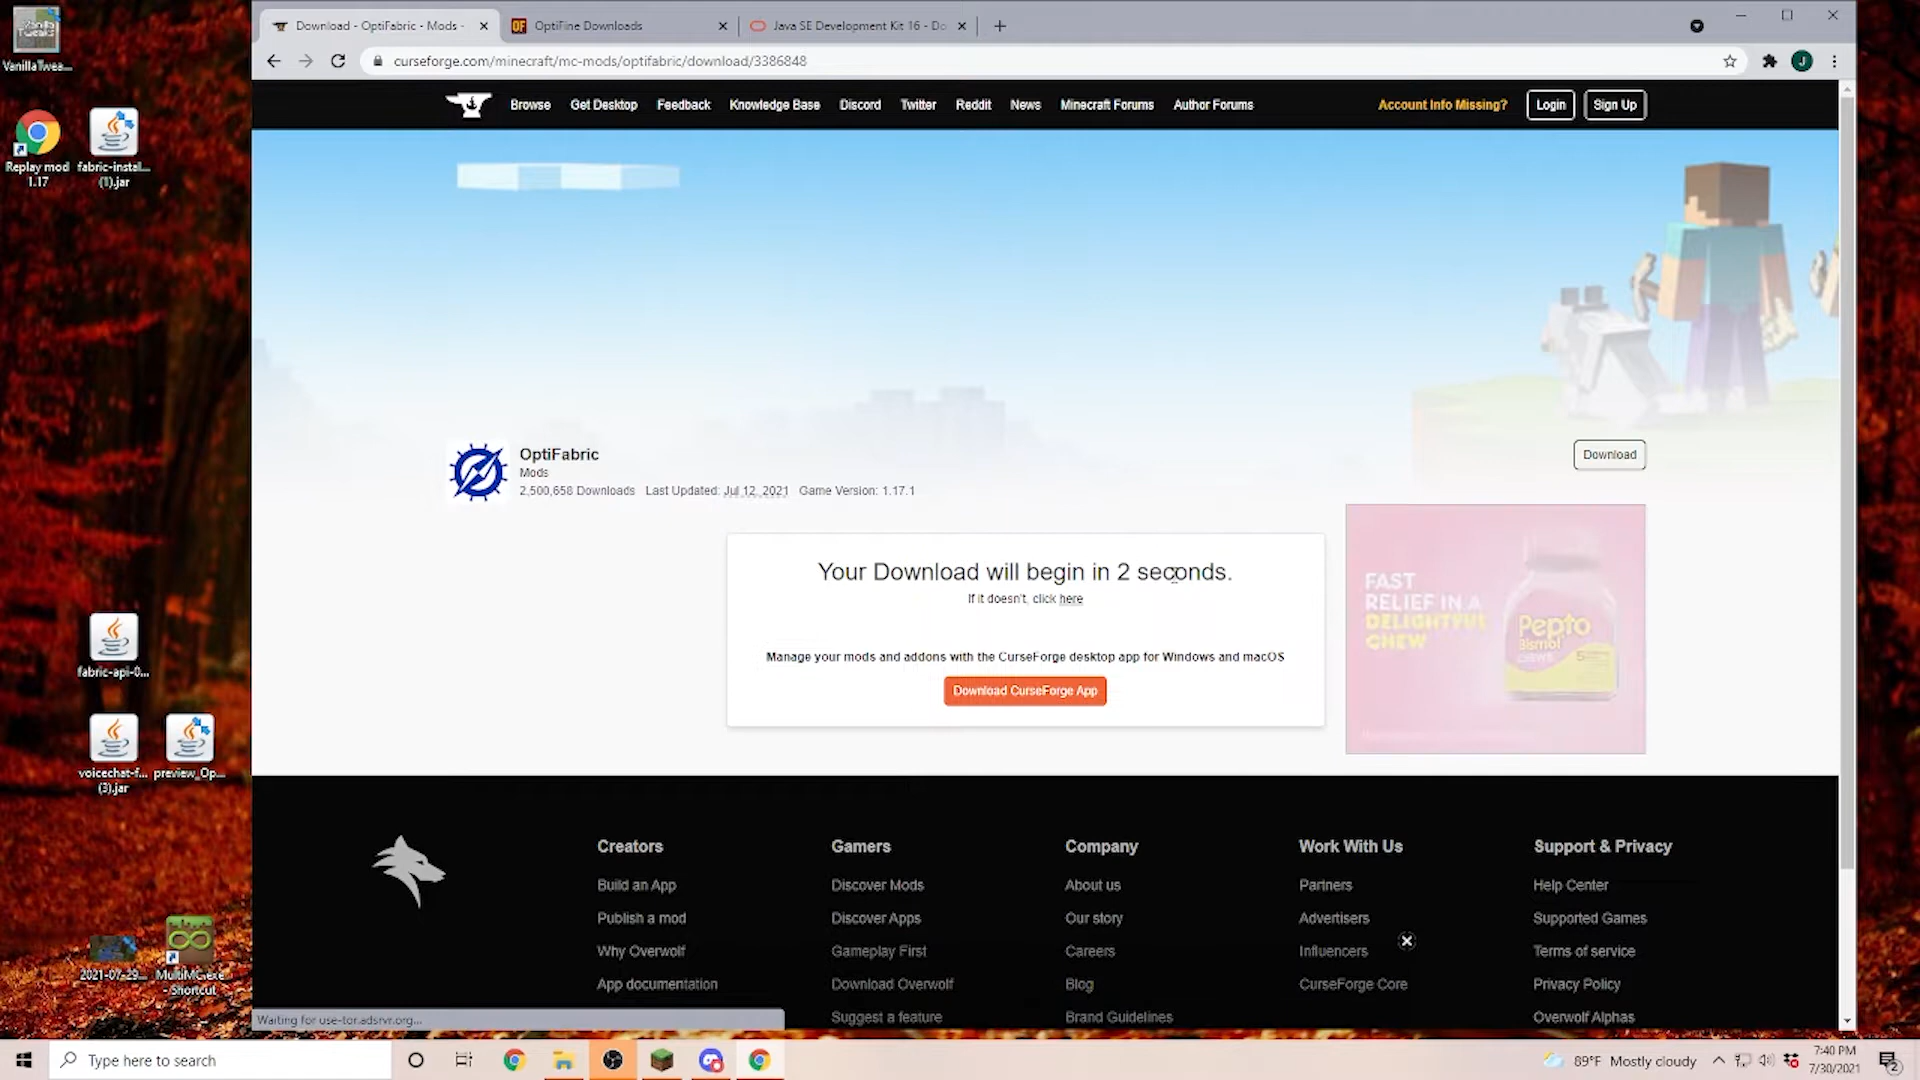 Download - OptiFabric - Mods -
OptiFine Downloads
Java SE Development Kit 16 - Do
curseforge.com/minecraft/mc-mods/optifabric/download/3386848
J
Browse
Get Desktop
Feedback
Knowledge Base
Discord
Twitter
Reddit
News
Minecraft Forums
Author Forums
Account Info Missing?
Login
Sign Up
VanillaTwea...
Replay mod
1.17
fabric-instal...
(1).jar
OptiFabric
Mods
2,500,658 Downloads Last Updated: Jul 12, 2021 Game Version: 1.17.1
Download
Your Download will begin in 2 seconds.
If it doesn't, click here
Manage your mods and addons with the CurseForge desktop app for Windows and macOS
Download CurseForge App
FAST
RELIEF IN A
DELIGHTFUL
CHEW
Pepto
Bismol
CHEWS
fabric-api-0...
voicechat-f...
(3).jar
preview_Op...
2021-07-29...
MultiMC.exe
- Shortcut
Creators
Build an App
Publish a mod
Why Overwolf
App documentation
Gamers
Discover Mods
Discover Apps
Gameplay First
Download Overwolf
Suggest a feature
Company
About us
Our story
Careers
Blog
Brand Guidelines
Work With Us
Partners
Advertisers
Influencers
CurseForge Core
Support & Privacy
Help Center
Supported Games
Terms of service
Privacy Policy
Overwolf Alphas
Waiting for use-tor.adsrvr.org...
Type here to search
89°F Mostly cloudy
7:40 PM
7/30/2021
2